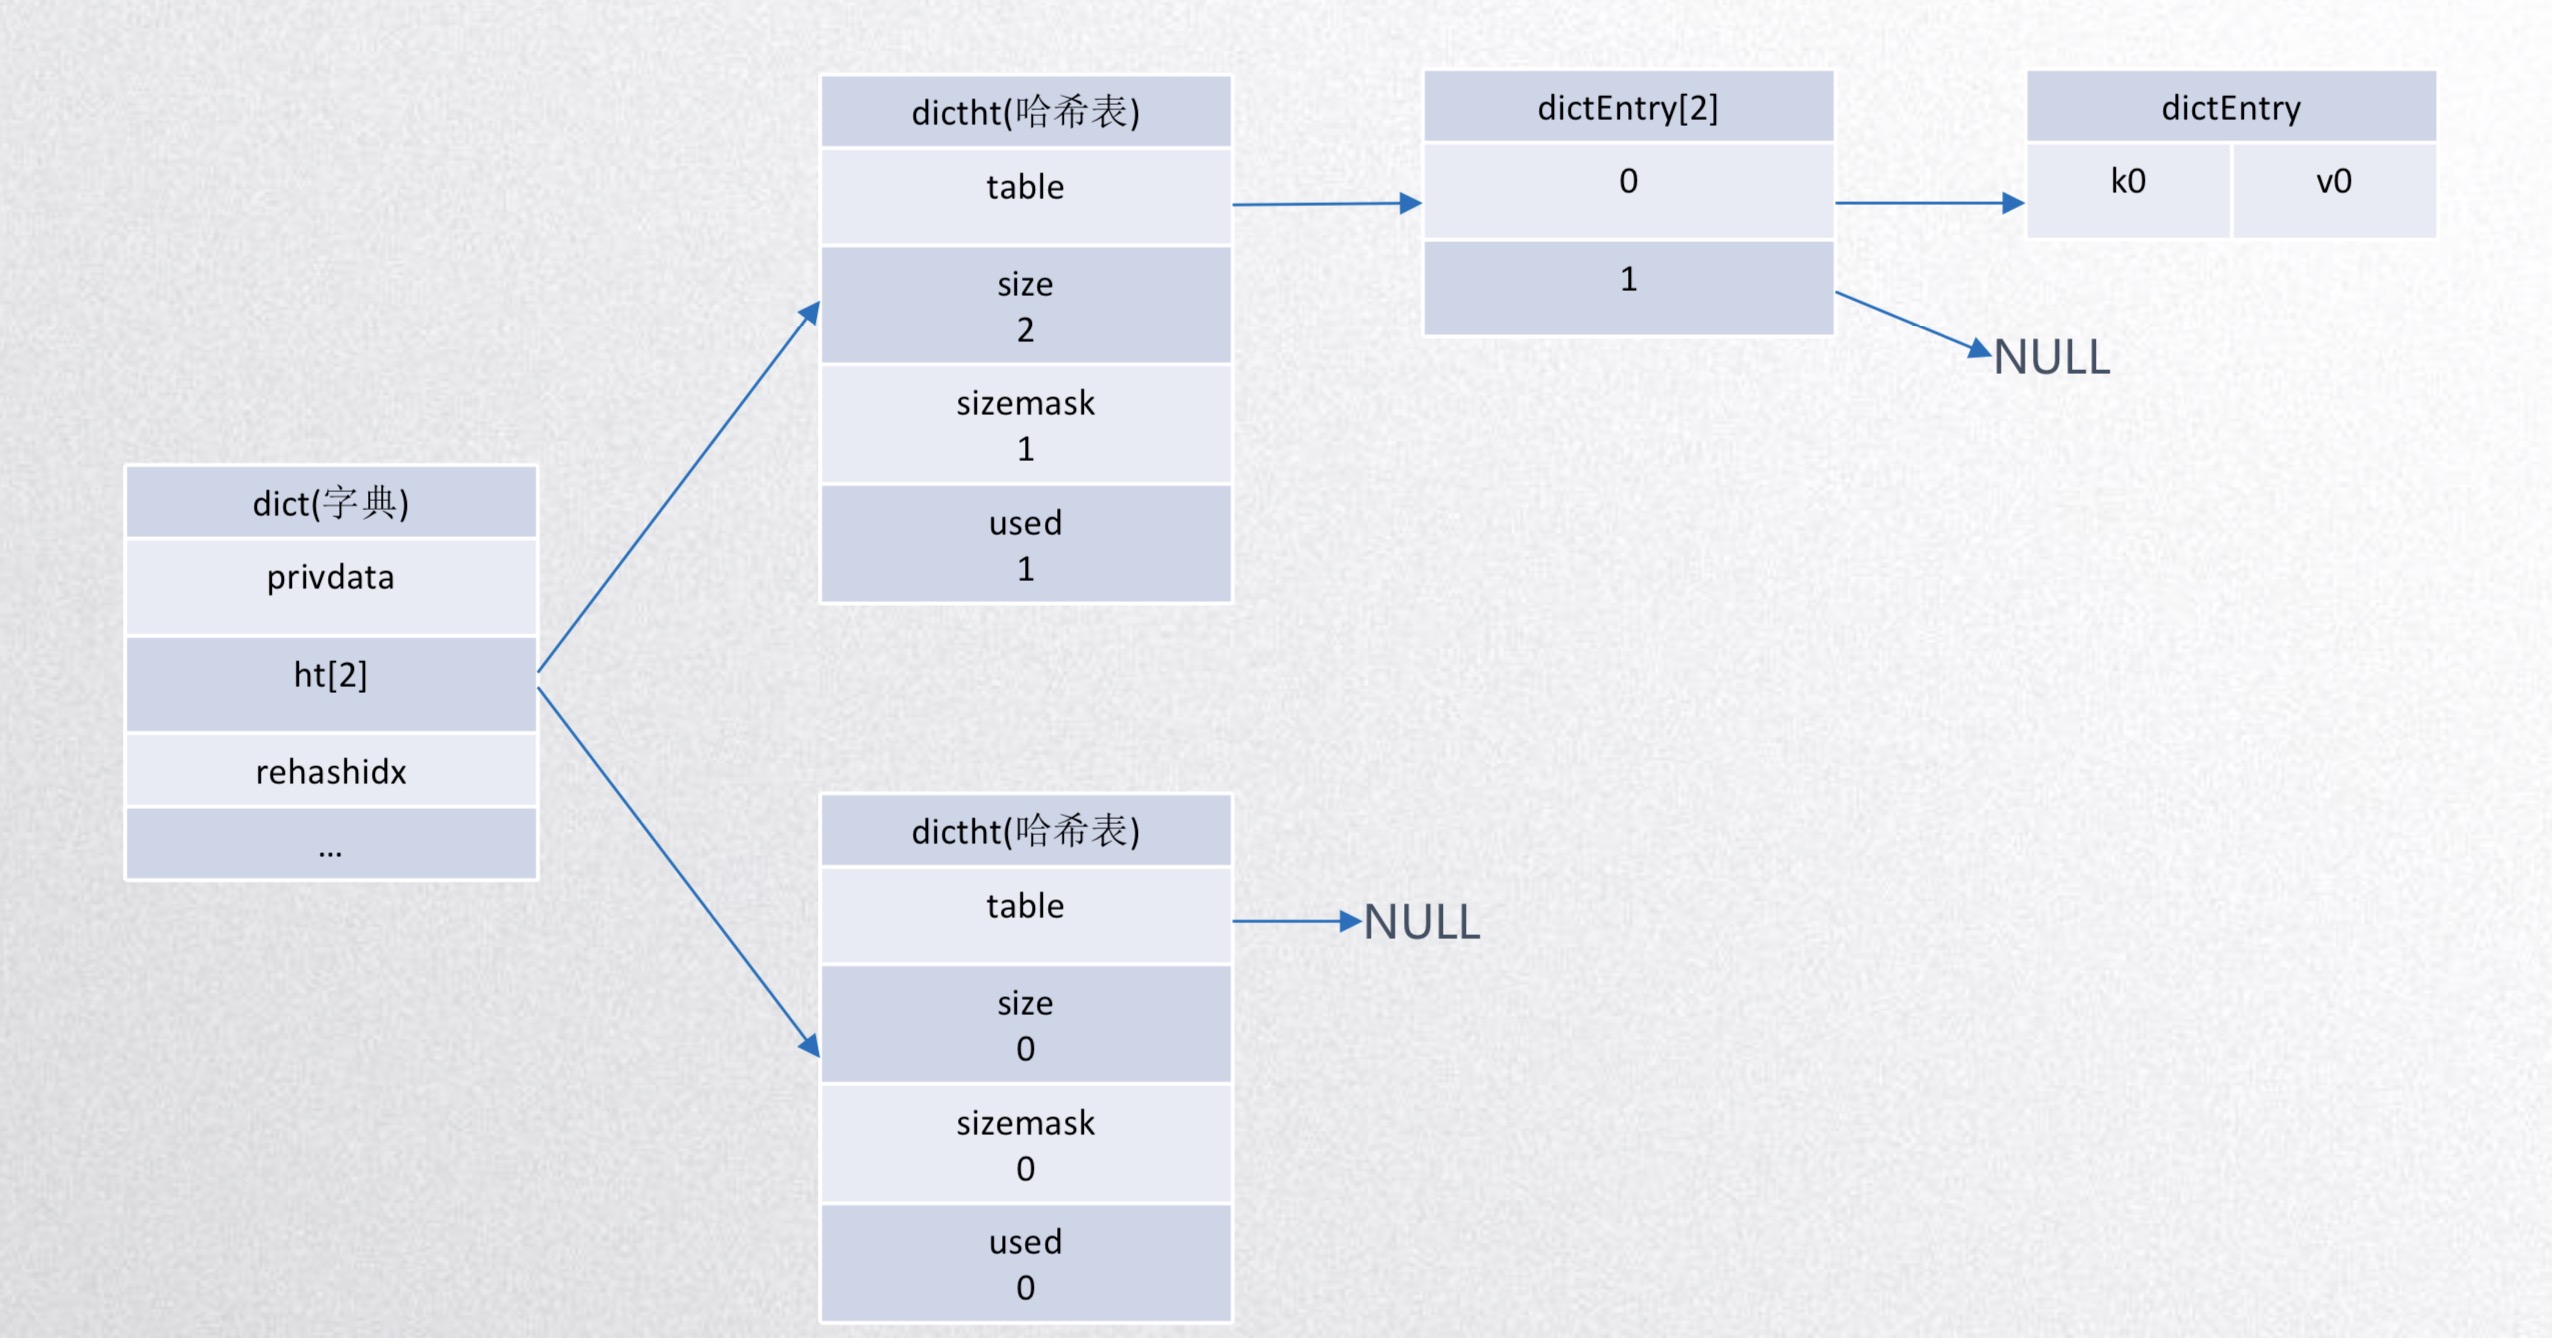 dict(字典)
privdata
ht[2]
rehashidx
...
dictht(哈希表)
table
size
2
sizemask
1
used
1
dictEntry[2]
0
1
dictEntry
k0 v0
NULL
dictht(哈希表)
table
size
0
sizemask
0
used
0
NULL